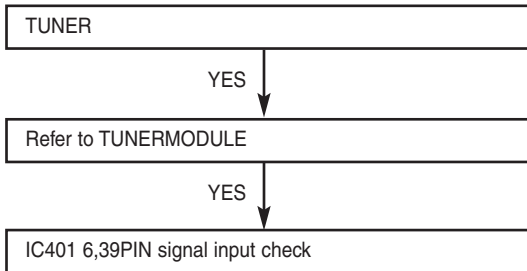 TUNER
YES
Refer to TUNERMODULE
YES
IC401 6,39PIN signal input check